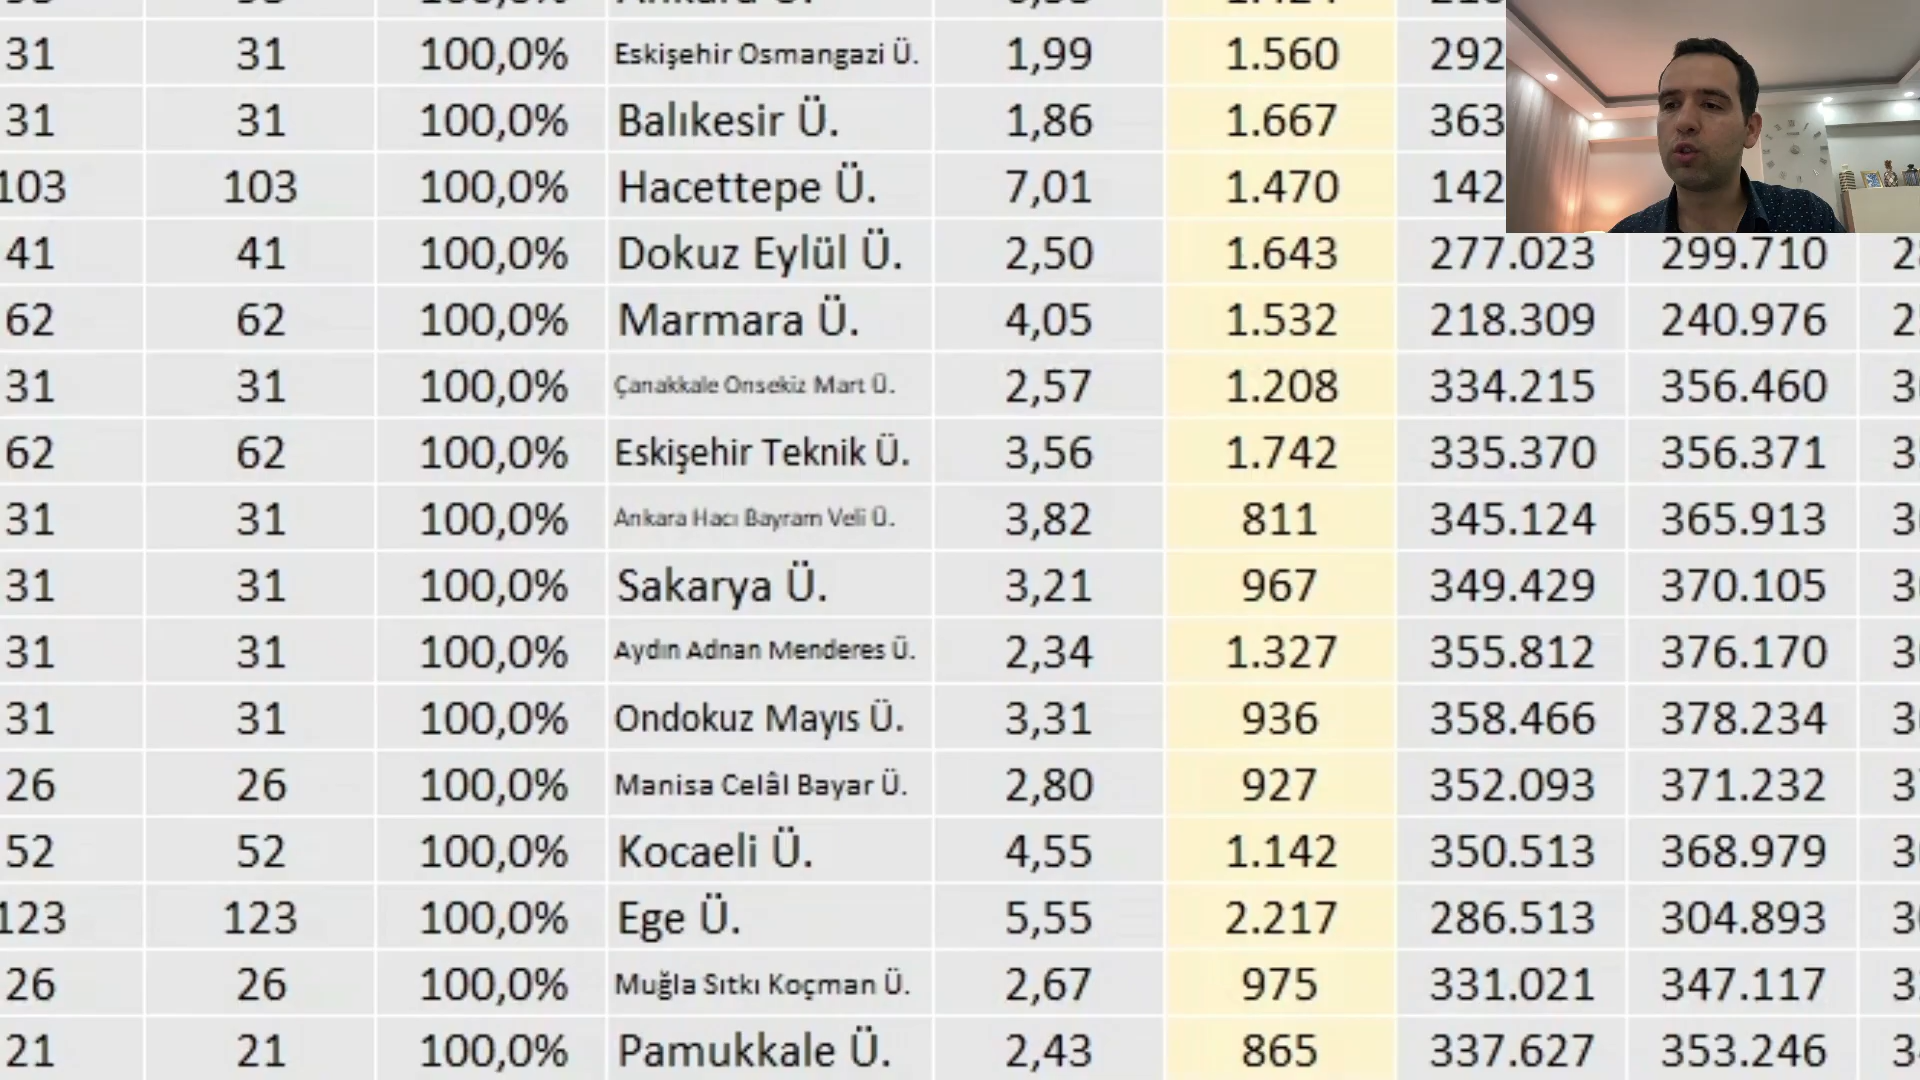 31 31 100,0% Eskişehir Osmangazi Ü. 1,99 1.560 292
31 31 100,0% Balıkesir Ü. 1,86 1.667 363
103 103 100,0% Hacettepe Ü. 7,01 1.470 142
41 41 100,0% Dokuz Eylül Ü. 2,50 1.643 277.023 299.710
62 62 100,0% Marmara Ü. 4,05 1.532 218.309 240.976
31 31 100,0% Çanakkale Onsekiz Mart Ü. 2,57 1.208 334.215 356.460
62 62 100,0% Eskişehir Teknik Ü. 3,56 1.742 335.370 356.371
31 31 100,0% Ankara Hacı Bayram Veli Ü. 3,82 811 345.124 365.913
31 31 100,0% Sakarya Ü. 3,21 967 349.429 370.105
31 31 100,0% Aydın Adnan Menderes Ü. 2,34 1.327 355.812 376.170
31 31 100,0% Ondokuz Mayıs Ü. 3,31 936 358.466 378.234
26 26 100,0% Manisa Celâl Bayar Ü. 2,80 927 352.093 371.232
52 52 100,0% Kocaeli Ü. 4,55 1.142 350.513 368.979
123 123 100,0% Ege Ü. 5,55 2.217 286.513 304.893
26 26 100,0% Muğla Sıtkı Koçman Ü. 2,67 975 331.021 347.117
21 21 100,0% Pamukkale Ü. 2,43 865 337.627 353.246